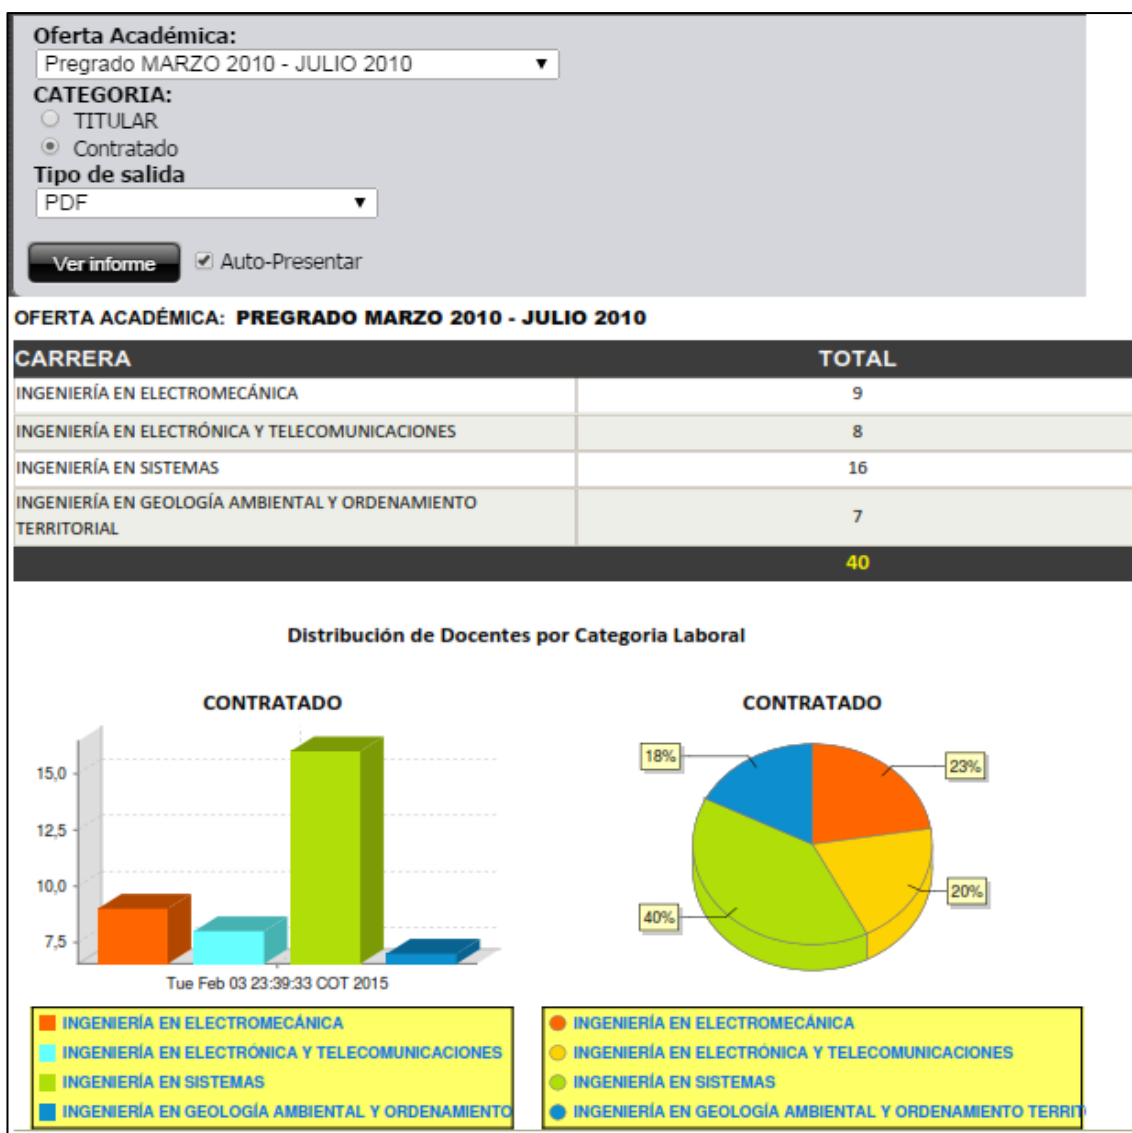 Oferta Académica:
Pregrado MARZO 2010 - JULIO 2010
CATEGORIA:
TITULAR
Contratado
Tipo de salida
PDF
Ver informe Auto-Presentar
OFERTA ACADÉMICA: PREGRADO MARZO 2010 - JULIO 2010
CARRERA TOTAL
INGENIERÍA EN ELECTROMECÁNICA 9
INGENIERÍA EN ELECTRÓNICA Y TELECOMUNICACIONES 8
INGENIERÍA EN SISTEMAS 16
INGENIERÍA EN GEOLOGÍA AMBIENTAL Y ORDENAMIENTO
TERRITORIAL 7
40
Distribución de Docentes por Categoria Laboral
CONTRATADO
15,0
12,5
10,0
7,5
Tue Feb 03 23:39:33 COT 2015
INGENIERÍA EN ELECTROMECÁNICA
INGENIERÍA EN ELECTRÓNICA Y TELECOMUNICACIONES
INGENIERÍA EN SISTEMAS
INGENIERÍA EN GEOLOGÍA AMBIENTAL Y ORDENAMIENTO
CONTRATADO
18%
23%
20%
40%
INGENIERÍA EN ELECTROMECÁNICA
INGENIERÍA EN ELECTRÓNICA Y TELECOMUNICACIONES
INGENIERÍA EN SISTEMAS
INGENIERÍA EN GEOLOGÍA AMBIENTAL Y ORDENAMIENTO TERRIT